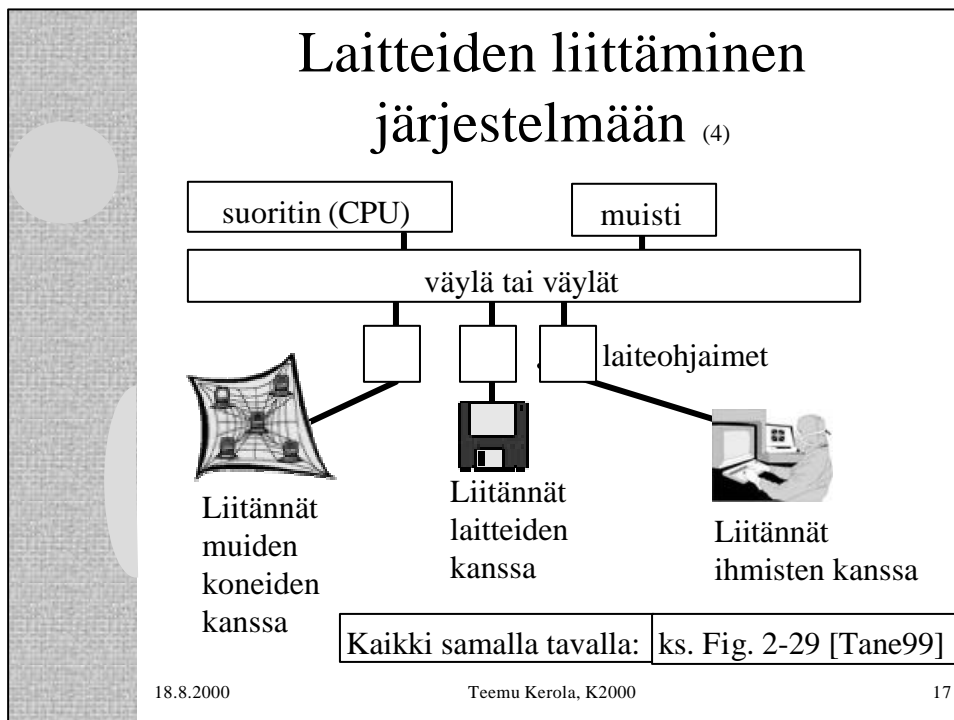 Laitteiden liittäminen
järjestelmään (4)
suoritin (CPU)
muisti
väylä tai väylät
laiteohjaimet
Liitännät
muiden
koneiden
kanssa
Liitännät
laitteiden
kanssa
Liitännät
ihmisten kanssa
Kaikki samalla tavalla: ks. Fig. 2-29 [Tane99]
18.8.2000 Teemu Kerola, K2000 17